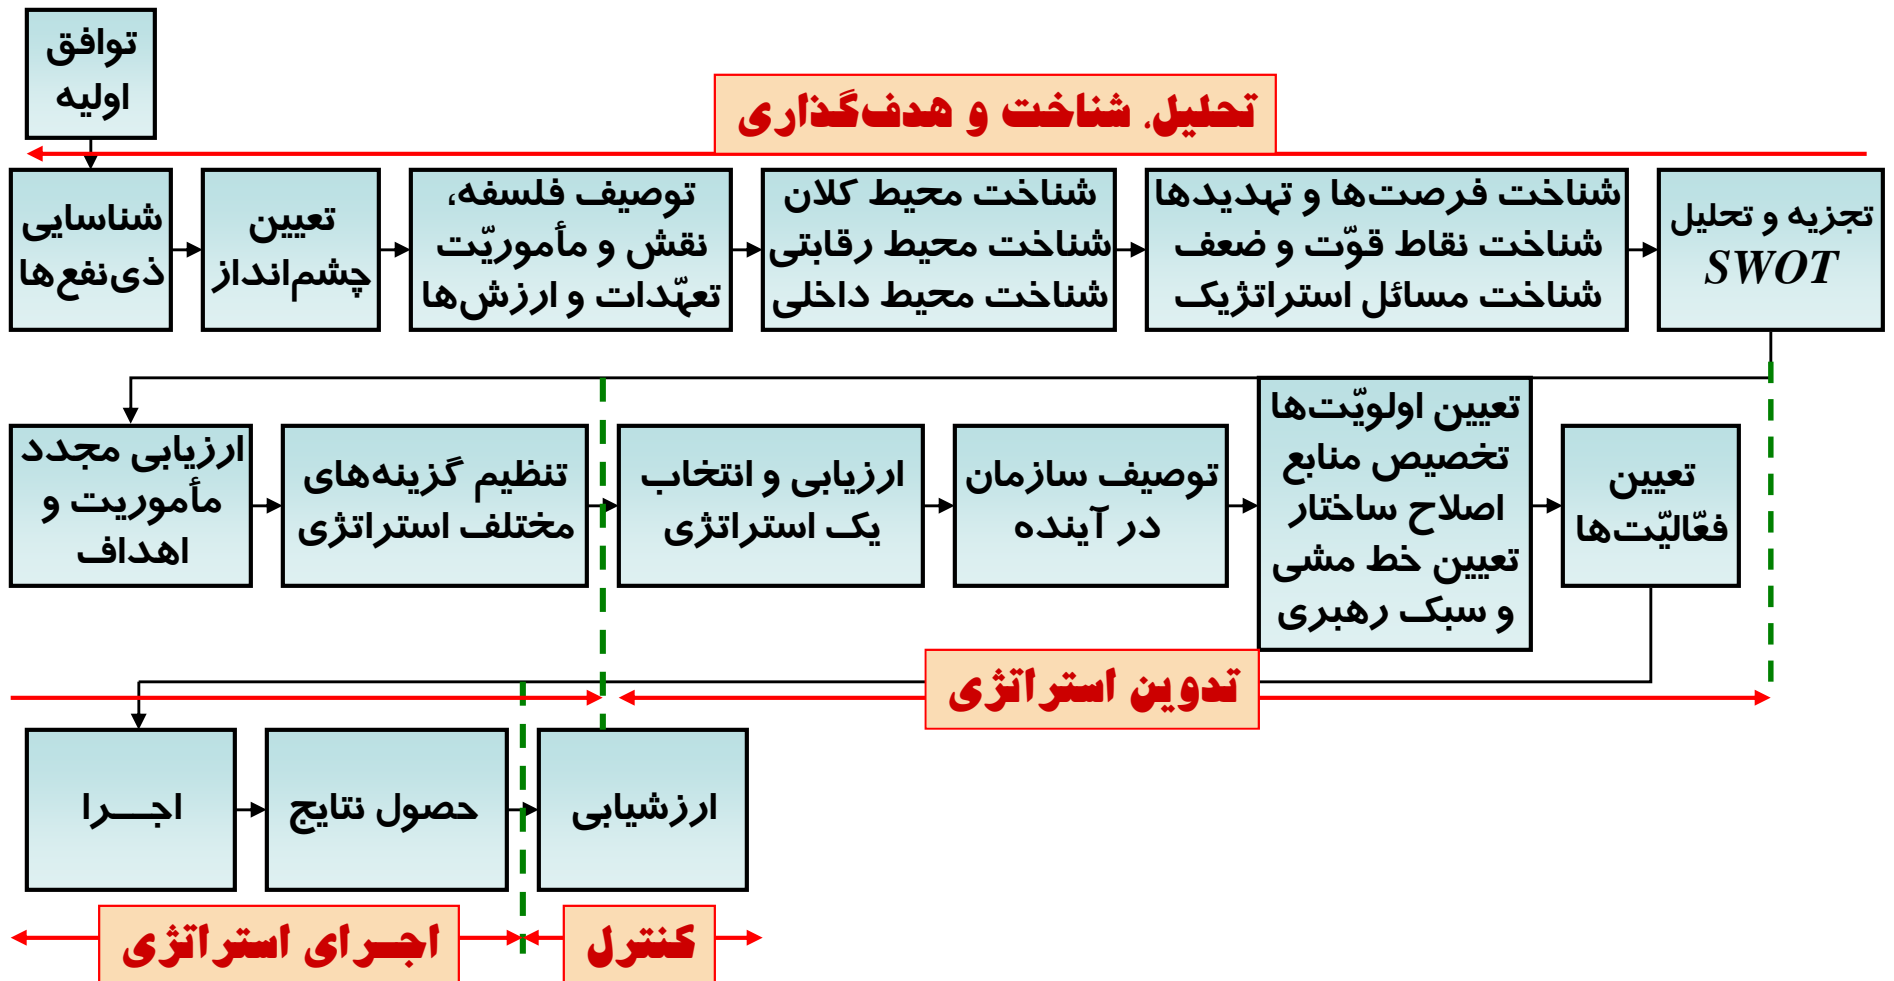 توافق
اولیه
تحلیل، شناخت و هدف‌گذاری
شناسایی
ذی‌نفع‌ها
تعیین
چشم‌انداز
توصیف فلسفه،
نقش و مأموریّت
تعهّدات و ارزش‌ها
شناخت محیط کلان
شناخت محیط رقابتی
شناخت محیط داخلی
شناخت فرصت‌ها و تهدیدها
شناخت نقاط قوّت و ضعف
شناخت مسائل استراتژیک
تجزیه و تحلیل
SWOT
ارزیابی مجدد
مأموریت و
اهداف
تنظیم گزینه‌های
مختلف استراتژی
ارزیابی و انتخاب
یک استراتژی
توصیف سازمان
در آینده
تعیین اولویّت‌ها
تخصیص منابع
اصلاح ساختار
تعیین خط مشی
و سبک رهبری
تعیین
فعّالیّت‌ها
تدوین استراتژی
اجـــرا
حصول نتایج
ارزشیابی
اجـرای استراتژی
کنترل